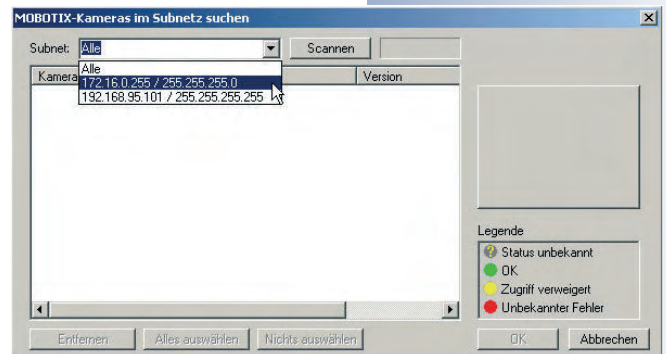 MOBOTIX-Kameras im Subnetz suchen
Subnet: Alle Scannen
Alle
172.16.0.255 / 255.255.255.0
192.168.95.101 / 255.255.255.255
Kamera Version
Legende
Status unbekannt
OK
Zugriff verweigert
Unbekannter Fehler
Entfernen Alles auswählen Nichts auswählen OK Abbrechen